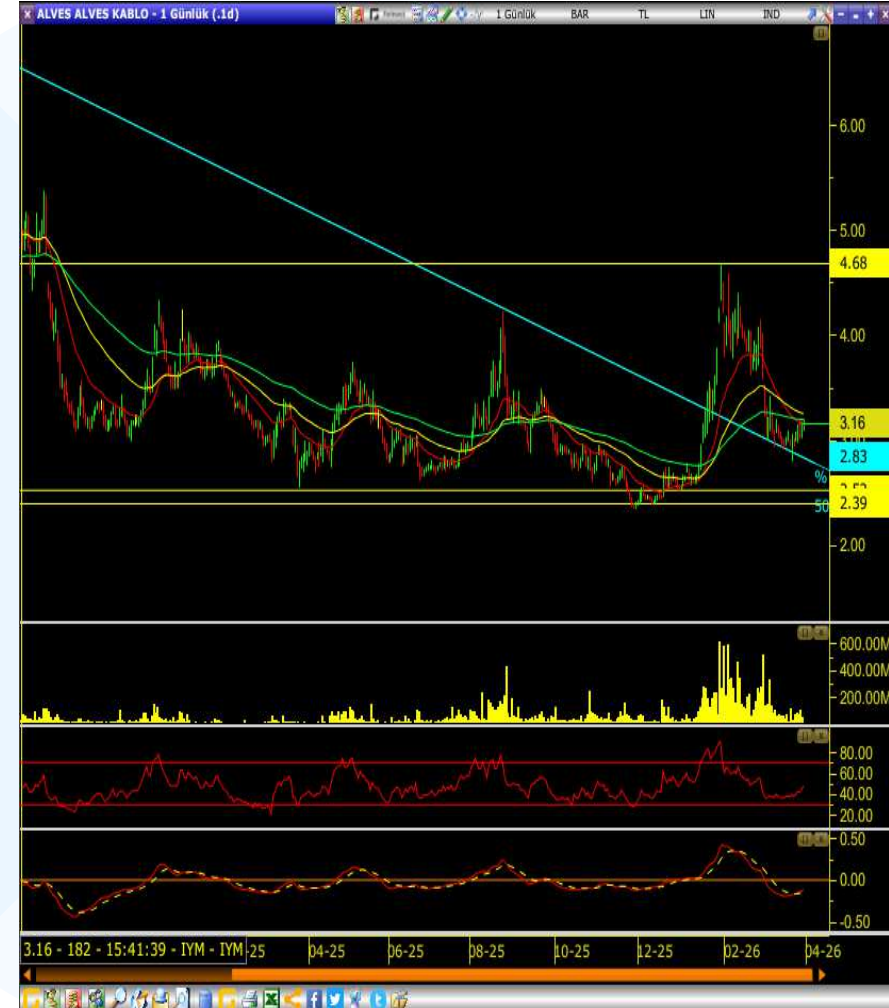 ALVES ALVES KABLO - 1 Günlük (.1d)
1 Günlük BAR TL LIN IND
6.00
5.00
4.68
4.00
3.16
2.83
%
2.39
50
2.00
600.00M
400.00M
200.00M
80.00
60.00
40.00
20.00
0.50
0.00
-0.50
3.16 - 182 - 15:41:39 - IYM - IYM -25 04-25 06-25 08-25 10-25 12-25 02-26 04-26